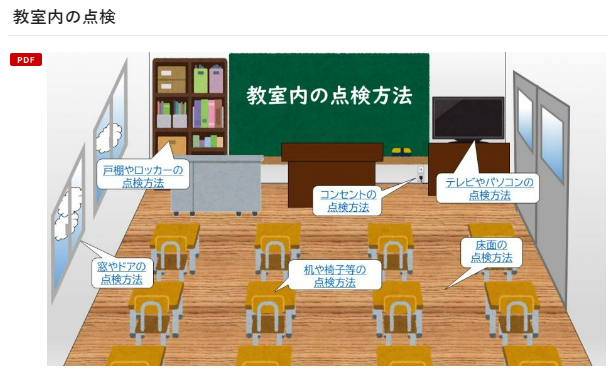 教室内の点検
PDF
教室内の点検方法
戸棚やロッカーの
点検方法
コンセントの
点検方法
テレビやパソコンの
点検方法
窓やドアの
点検方法
机や椅子等の
点検方法
床面の
点検方法